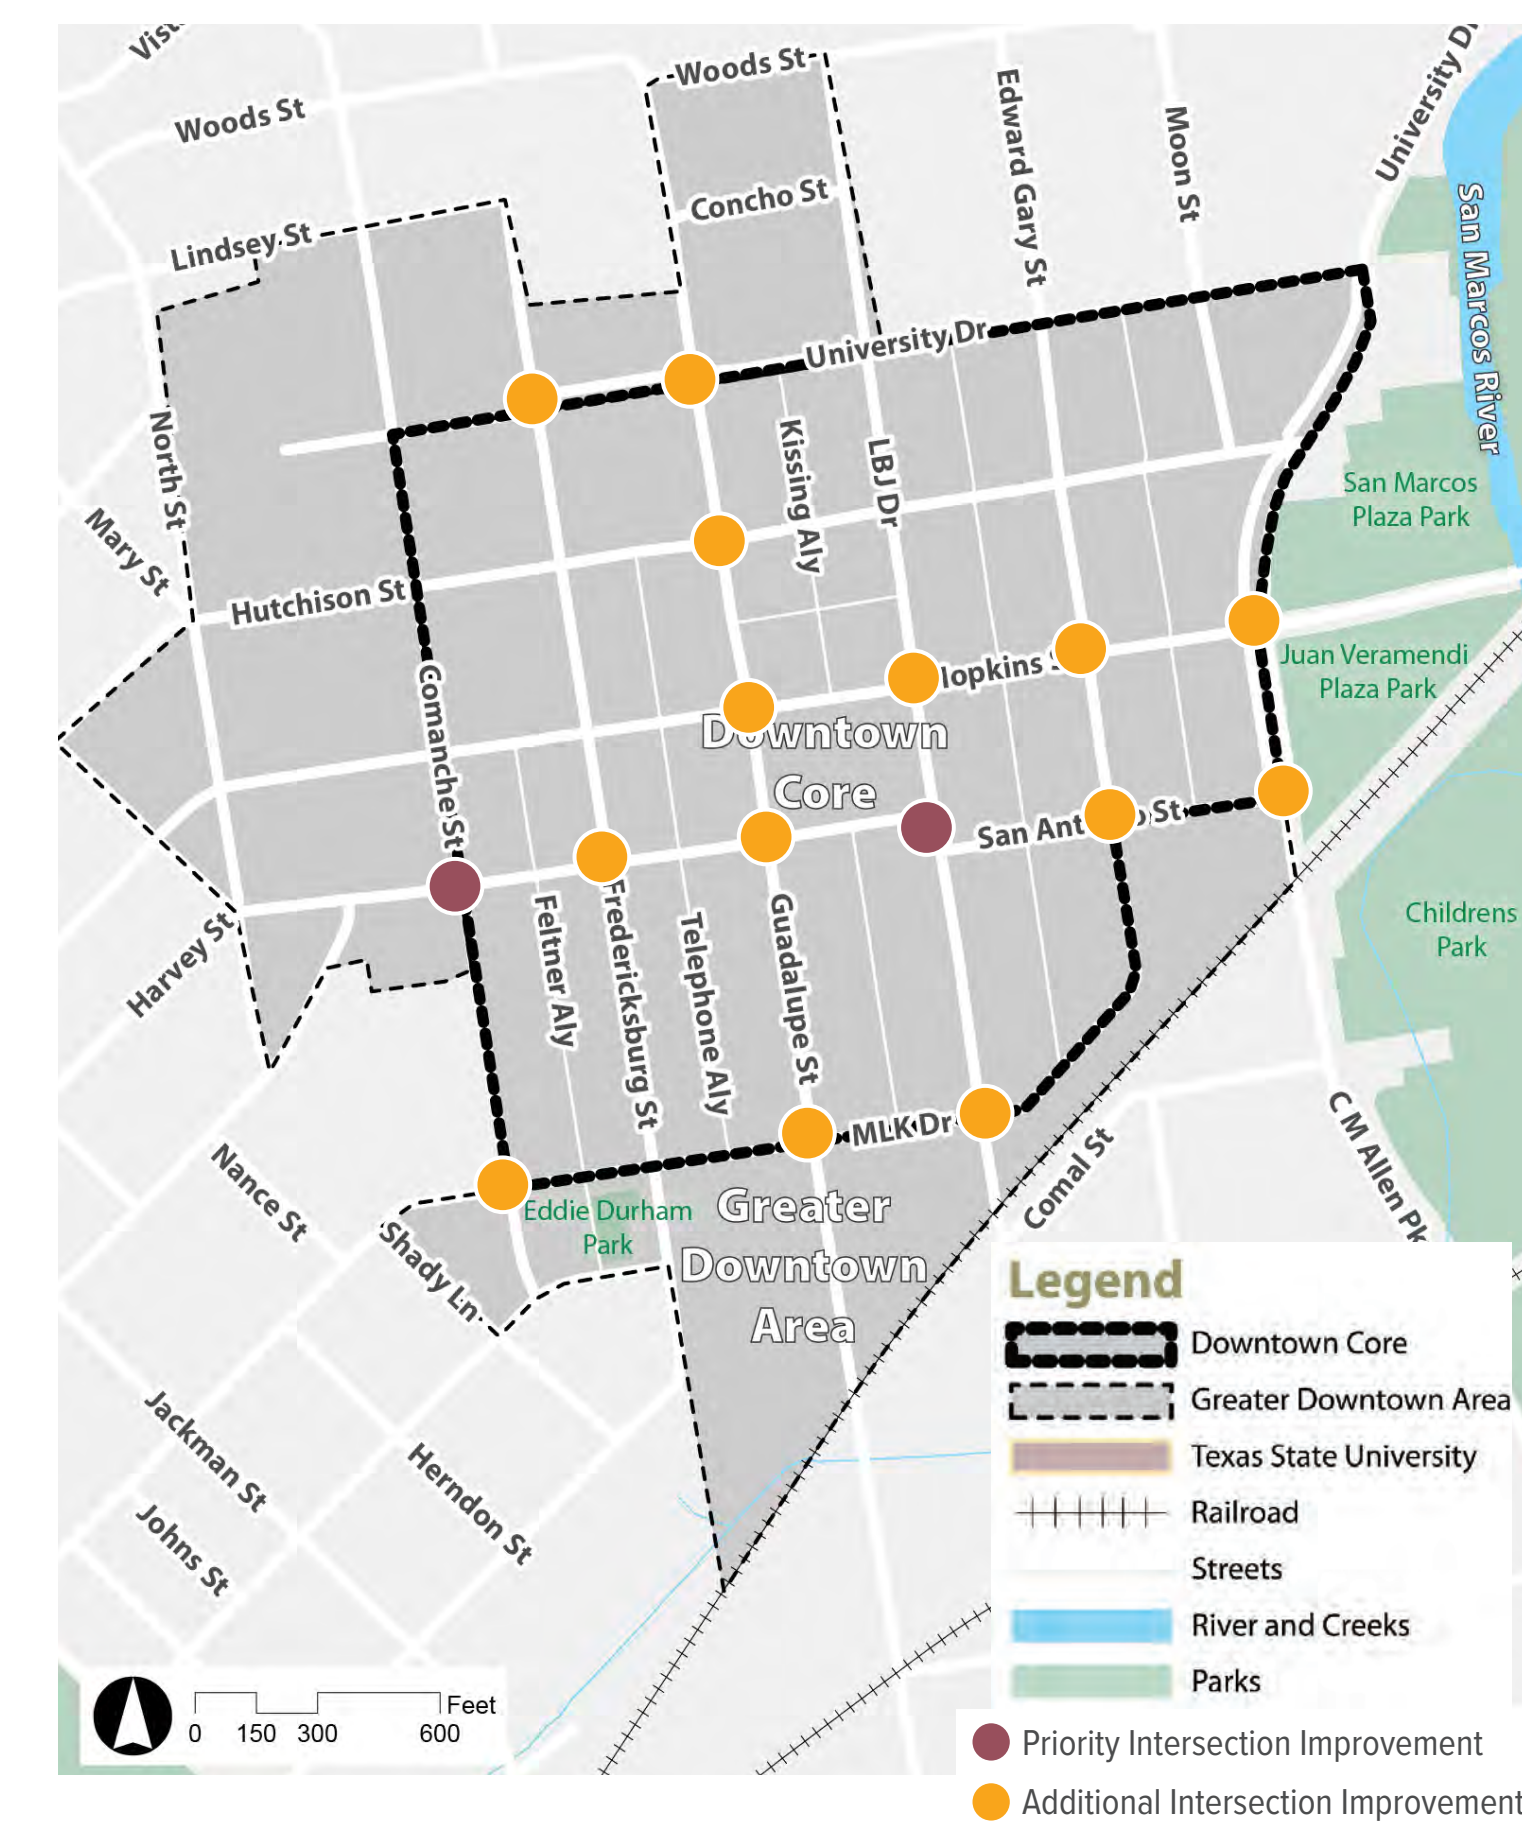 Woods St
Woods St
Edward Gary St
Moon St
University Dr
San Marcos River
Concho St
Lindsey St
University Dr
North St
Kissing Aly
LBJ Dr
San Marcos
Plaza Park
Mary St
Hutchison St
Comanche St
Juan Veramendi
Plaza Park
Downtown
Core
San Ant
St
Harvey St
Feltner Aly
Fredericksburg St
Telephone Aly
Guadalupe St
Childrens
Park
MLK Dr
Comal St
C M Allen Pk
Nance St
Shady Ln
Eddie Durham
Park
Greater
Downtown
Area
Jackman St
Johns St
Herndon St
Legend
Downtown Core
Greater Downtown Area
Texas State University
Railroad
Streets
River and Creeks
Parks
Priority Intersection Improvement
Additional Intersection Improvement
Feet
0 150 300 600